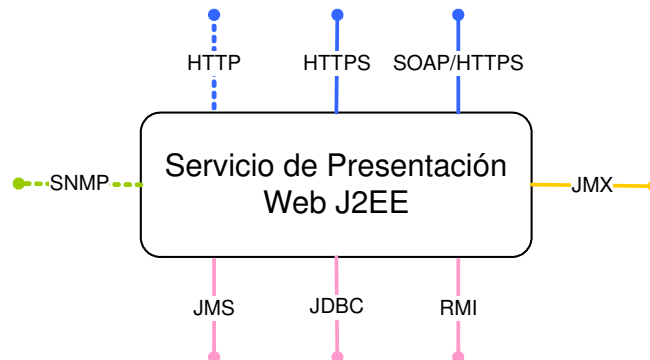 HTTP
HTTPS
SOAP/HTTPS
Servicio de Presentación
Web J2EE
SNMP
JMX
JMS
JDBC
RMI